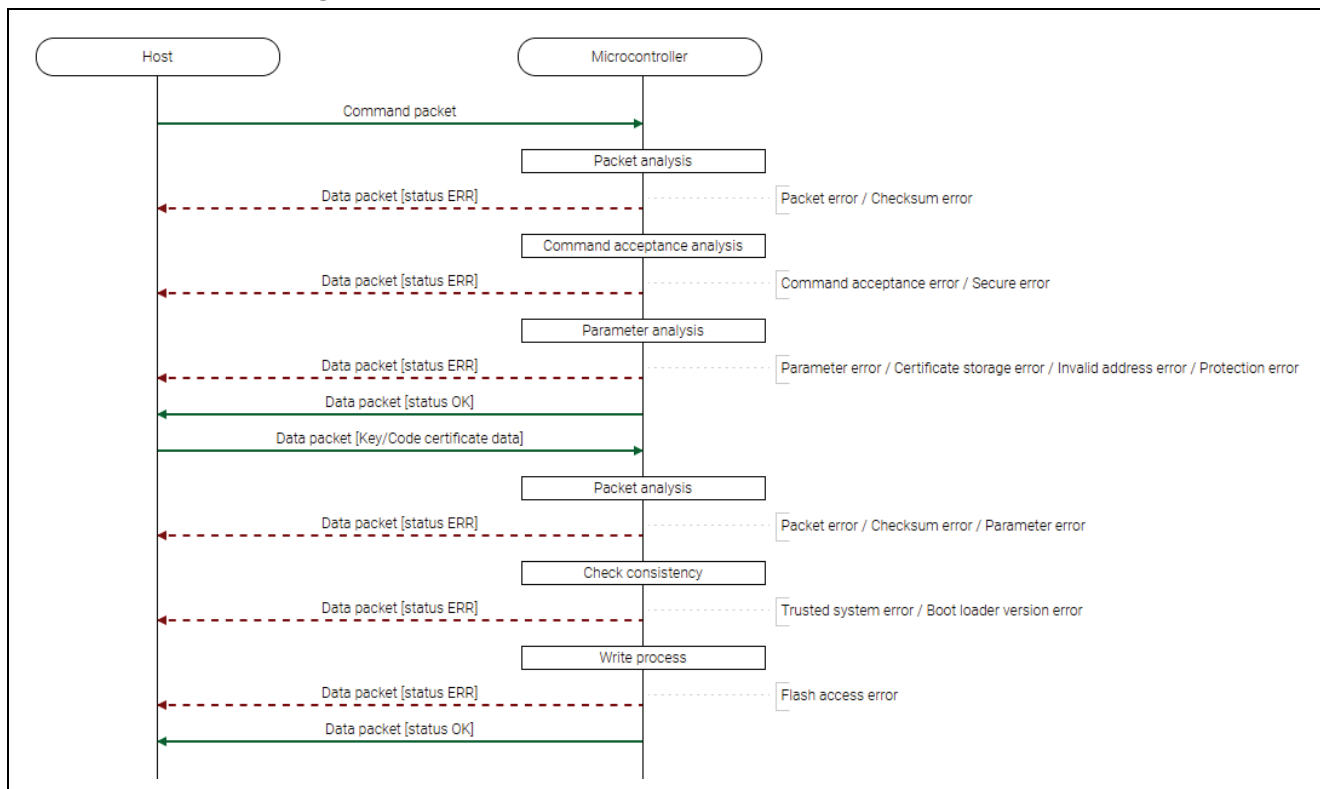 Host
Microcontroller
Command packet
Packet analysis
Data packet [status ERR]
Packet error / Checksum error
Command acceptance analysis
Data packet [status ERR]
Command acceptance error / Secure error
Parameter analysis
Data packet [status ERR]
Parameter error / Certificate storage error / Invalid address error / Protection error
Data packet [status OK]
Data packet [Key/Code certificate data]
Packet analysis
Data packet [status ERR]
Packet error / Checksum error / Parameter error
Check consistency
Data packet [status ERR]
Trusted system error / Boot loader version error
Write process
Data packet [status ERR]
Flash access error
Data packet [status OK]